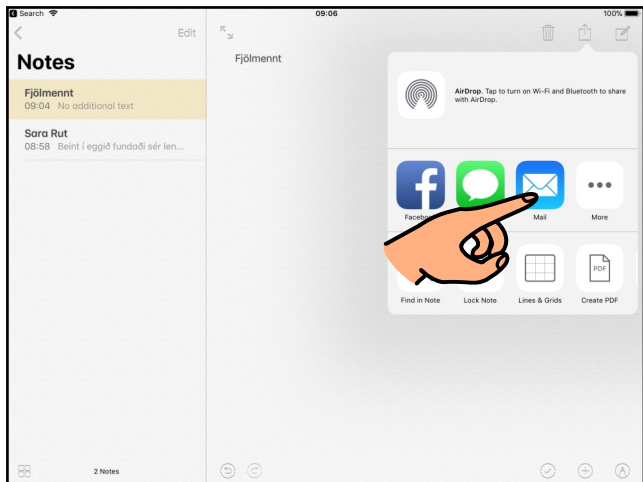 Search
09:06
100%
Edit
Notes
Fjölmennt
09:04 No additional text
Sara Rut
08:58 Beint í eggið fundaði sér len...
2 Notes
Fjölmennt
AirDrop. Tap to turn on Wi-Fi and Bluetooth to share
with AirDrop.
Mail
More
Find in Note
Lock Note
Lines & Grids
PDF
Create PDF